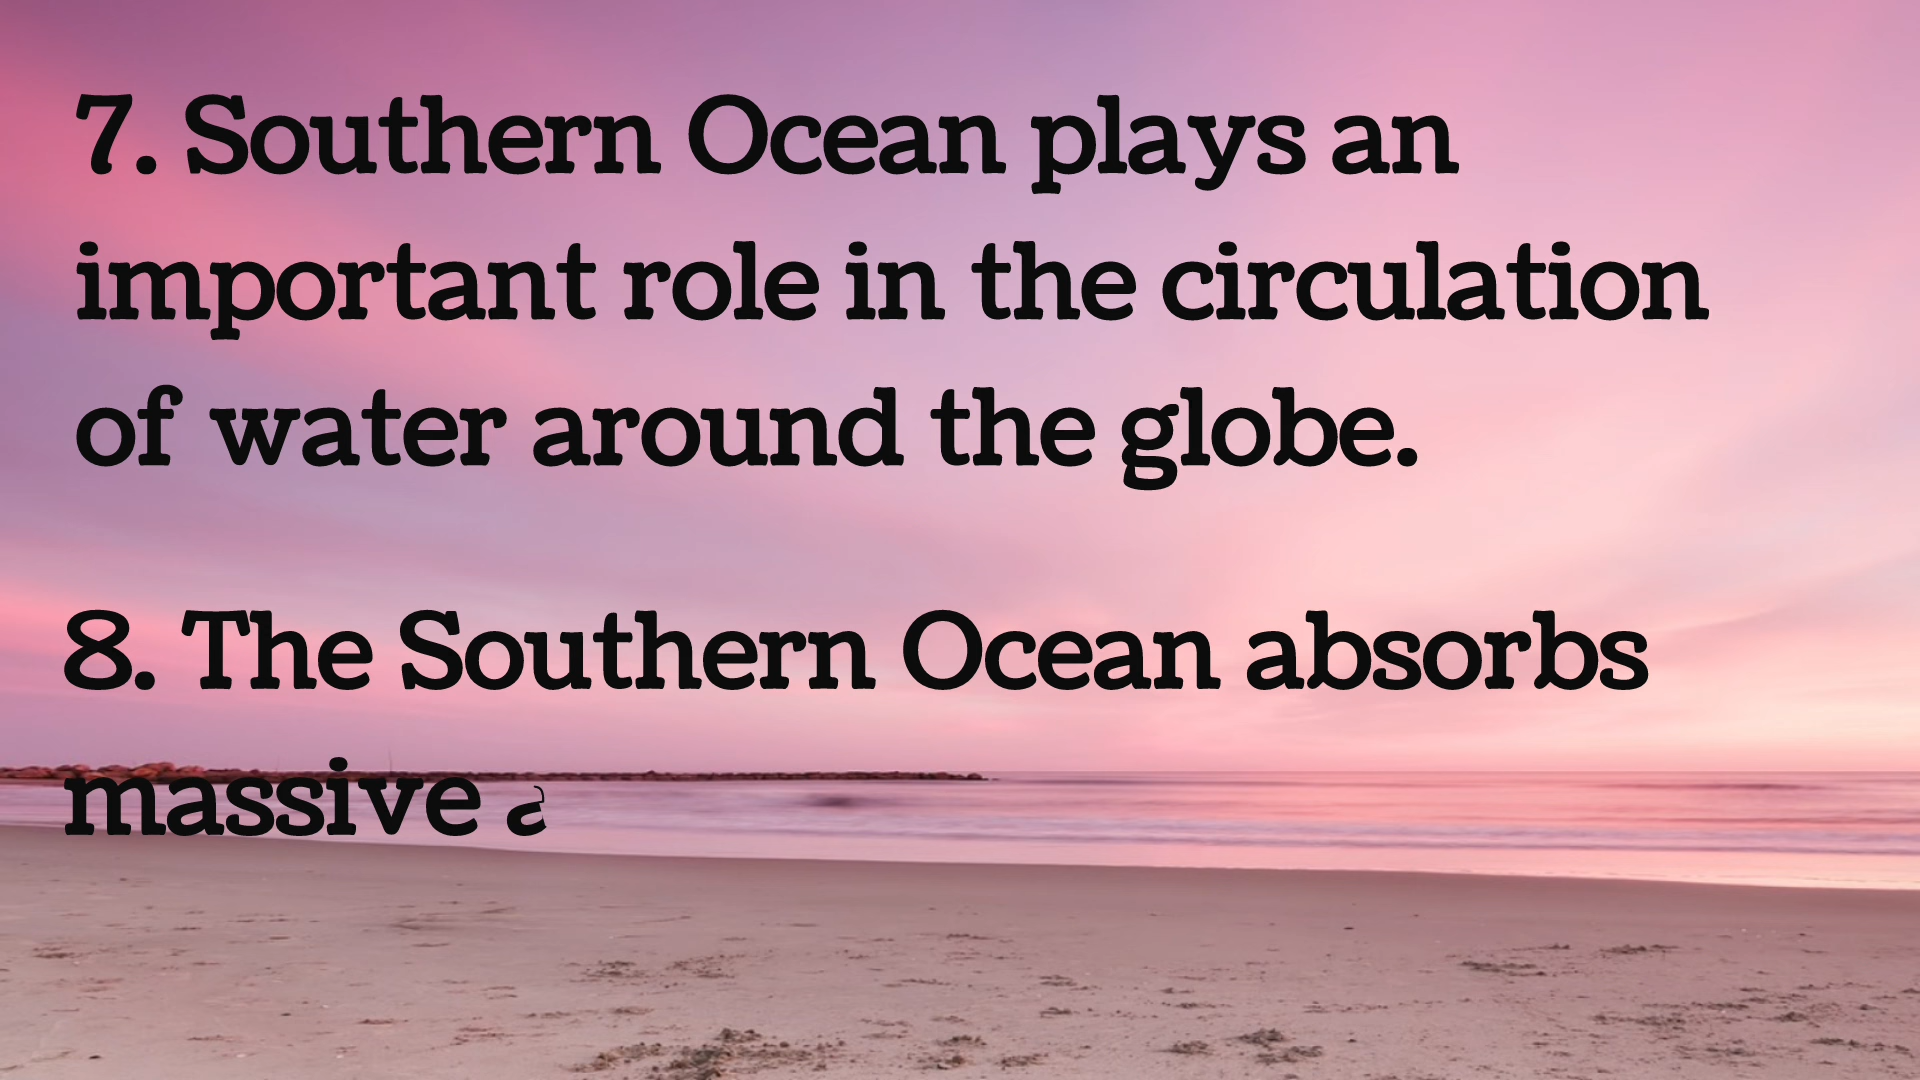 7. Southern Ocean plays an
important role in the circulation
of water around the globe.
8. The Southern Ocean absorbs
massive